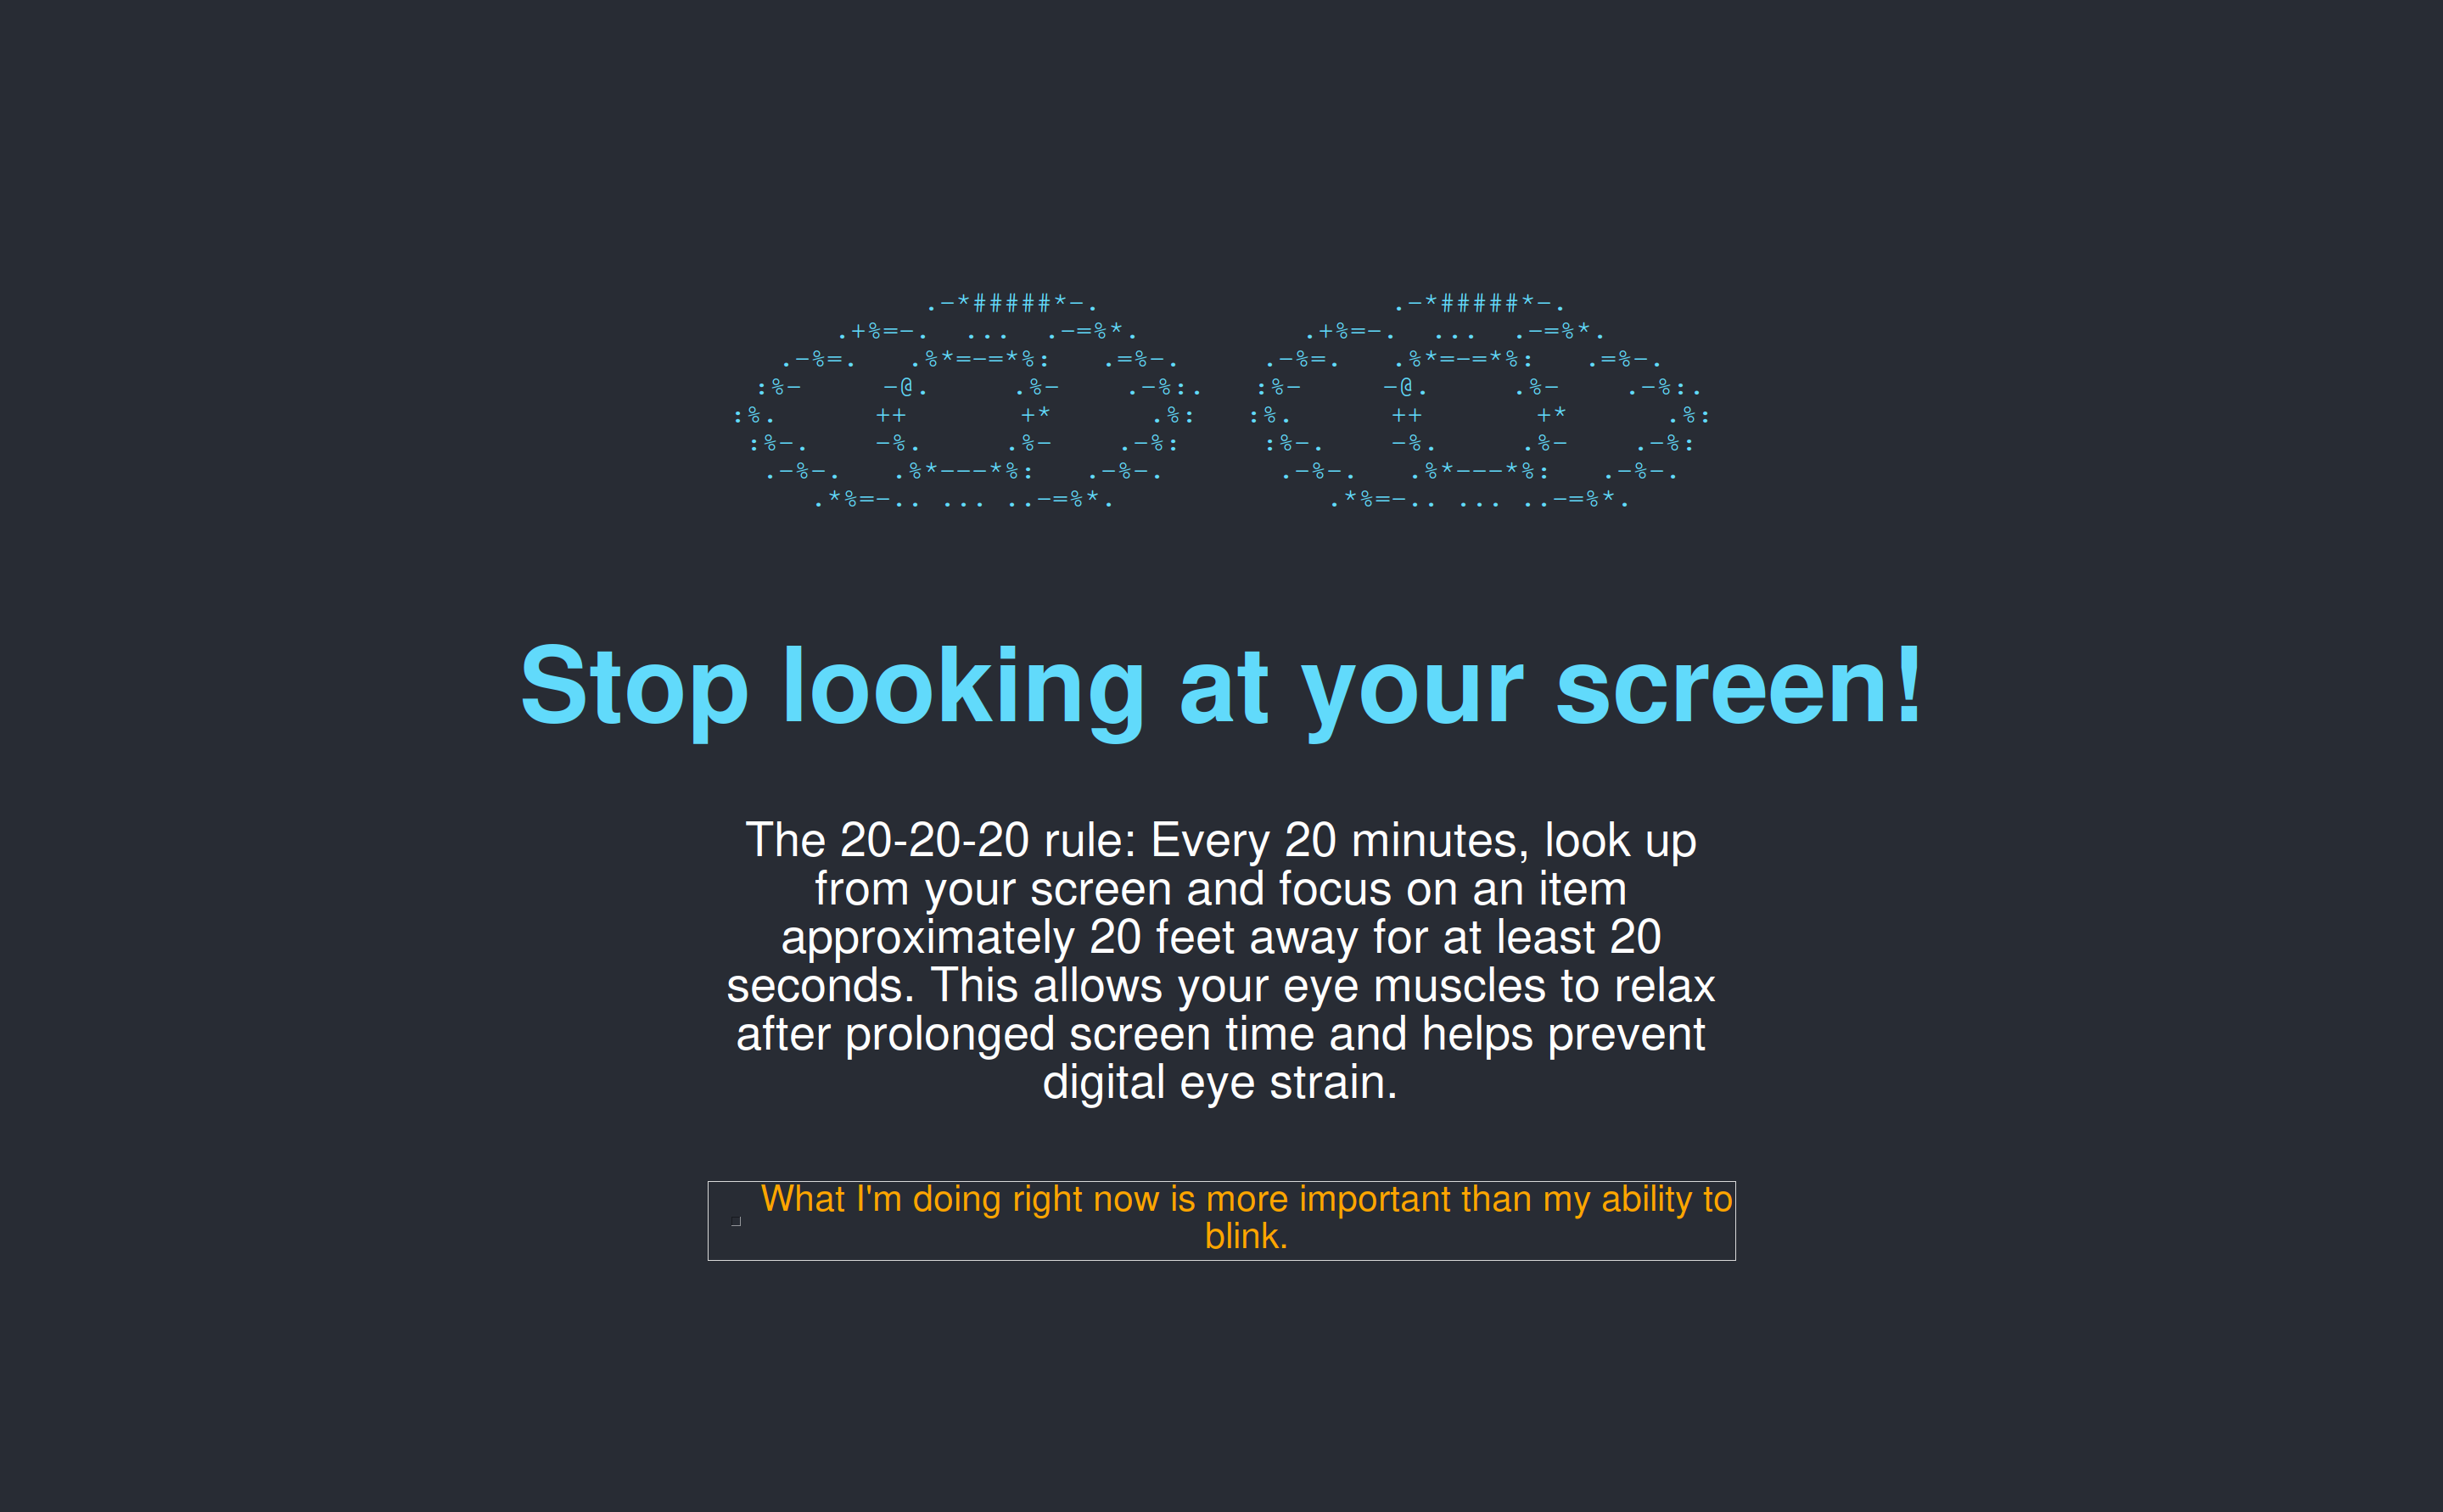 .-*#####*-.                  .-*#####*-.
.+%=-.  ...  .-=%*.          .+%=-.  ...  .-=%*.
.-%=.   .%*=-=*%:   .=%-.     .-%=.   .%*=-=*%:   .=%-.
:%-     -@.     .%-    .-%:.   :%-     -@.     .%-    .-%:.
:%.      ++       +*      .%:   :%.      ++       +*      .%:
:%-.    -%.     .%-    .-%:     :%-.    -%.     .%-    .-%:
.-%-.   .%*---*%:   .-%-.       .-%-.   .%*---*%:   .-%-.
.*%=-.. ... ..-=%*.             .*%=-.. ... ..-=%*.
Stop looking at your screen!
The 20-20-20 rule: Every 20 minutes, look up
from your screen and focus on an item
approximately 20 feet away for at least 20
seconds. This allows your eye muscles to relax
after prolonged screen time and helps prevent
digital eye strain.
What I'm doing right now is more important than my ability to
blink.